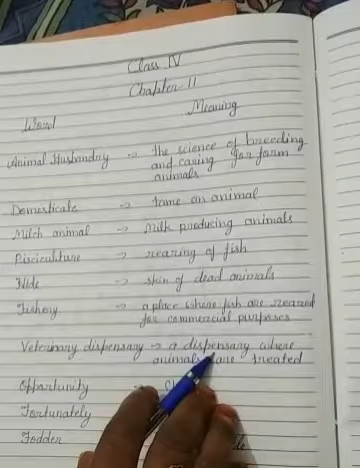 Class IV
Chapter 11
Word Meaning
Animal Husbandry → the science of breeding
and caring for farm
animals
Domesticate → tame an animal
Milch animal → Milk producing animals
Pisciculture → rearing of fish
Hide → skin of dead animals
Fishery → a place where fish are reared
for commercial purposes
Veterinary dispensary → a dispensary where
animals are treated
Opportunity →
Fortunately
Fodder